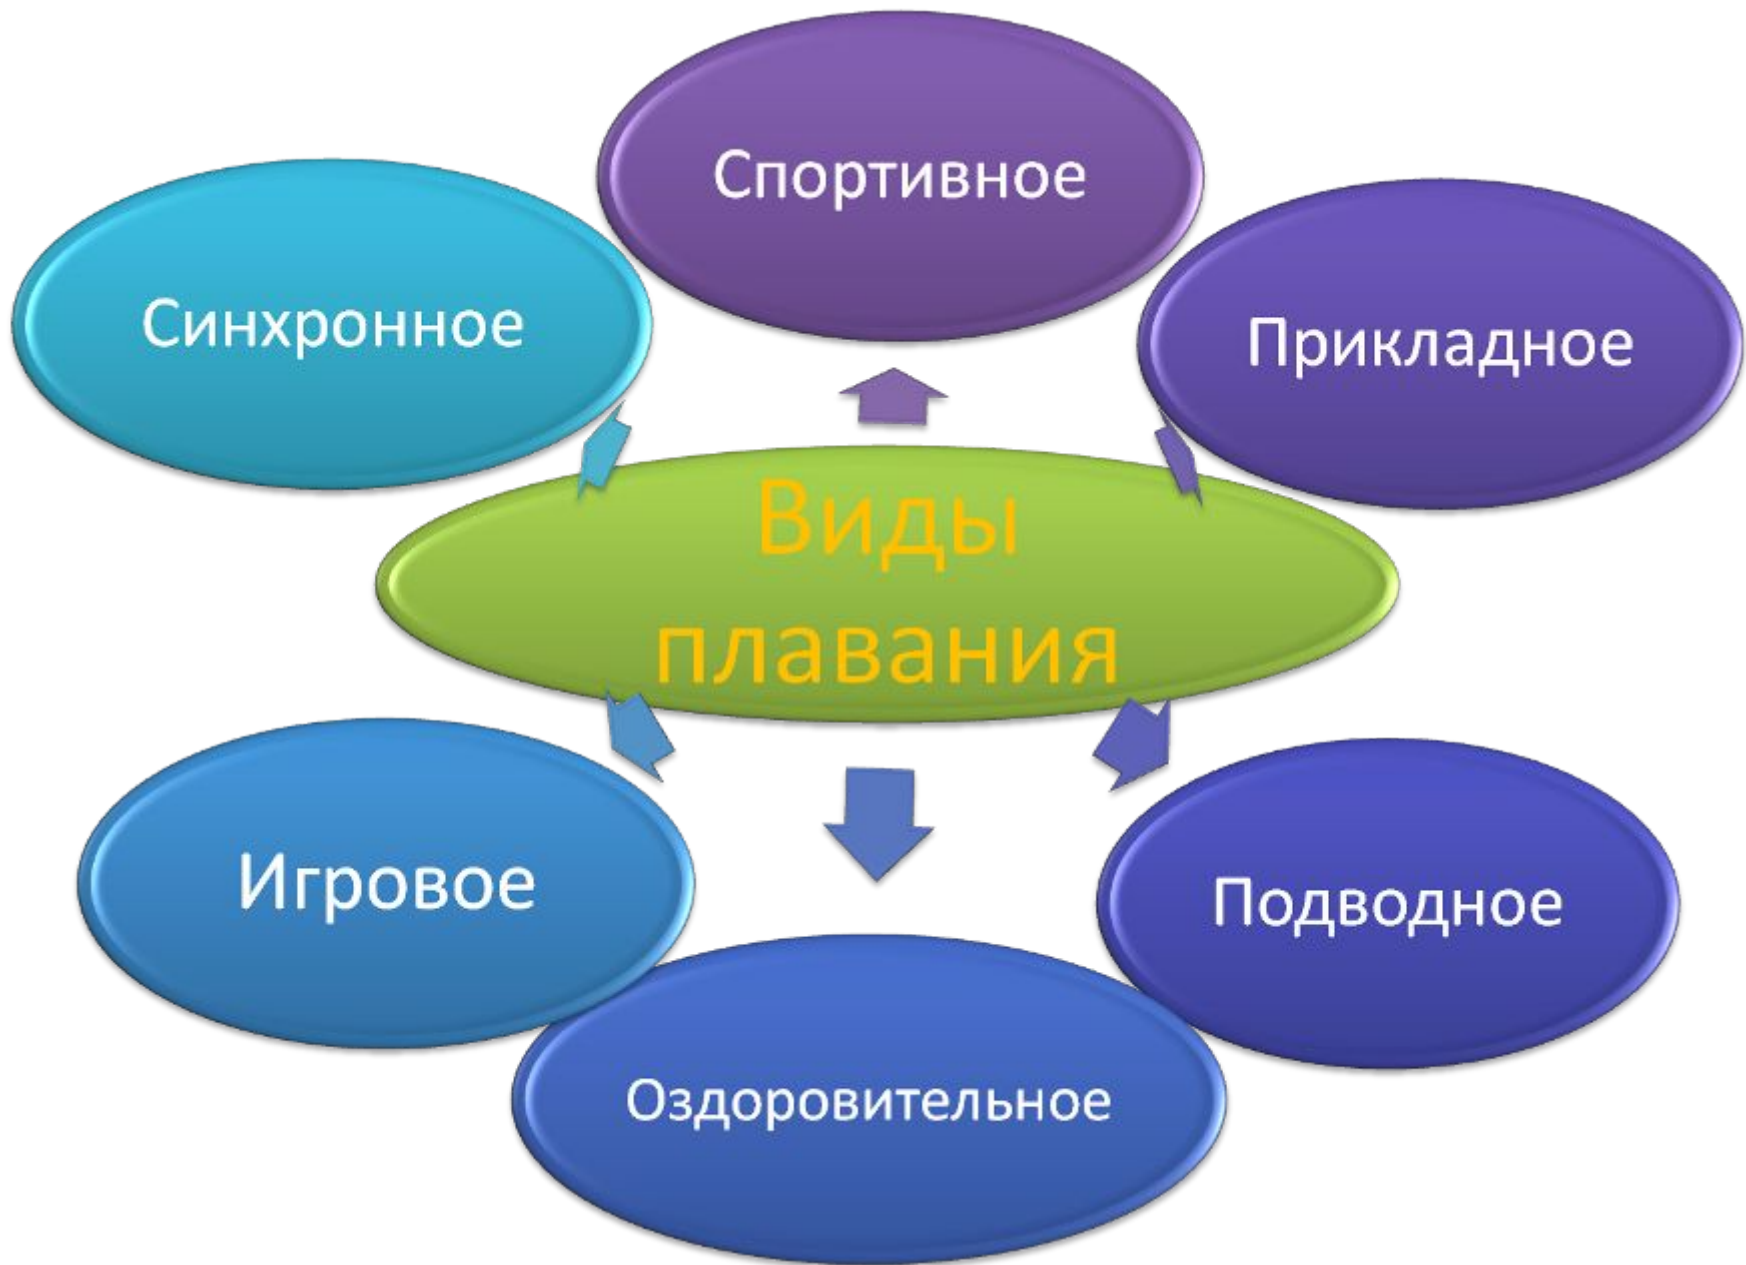 Спортивное
Синхронное
Прикладное
Виды
плавания
Игровое
Подводное
Оздоровительное